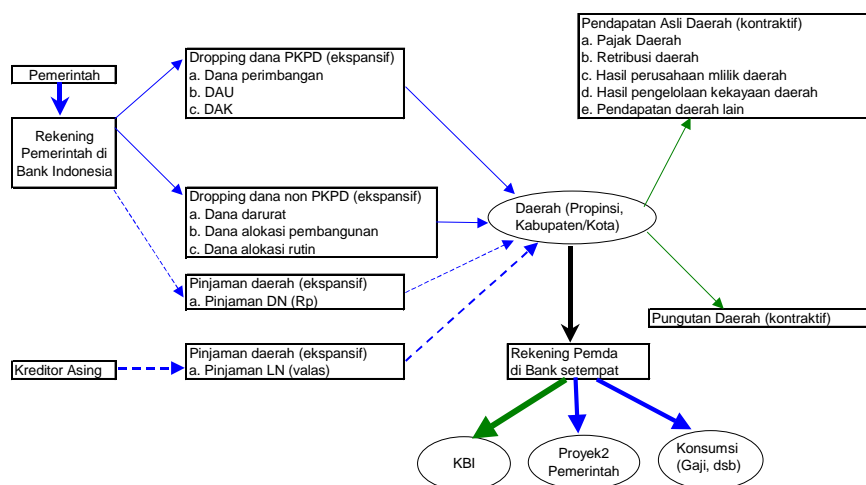 Pemerintah
Rekening
Pemerintah di
Bank Indonesia
Kreditor Asing
Dropping dana PKPD (ekspansif)
a. Dana perimbangan
b. DAU
c. DAK
Dropping dana non PKPD (ekspansif)
a. Dana darurat
b. Dana alokasi pembangunan
c. Dana alokasi rutin
Pinjaman daerah (ekspansif)
a. Pinjaman DN (Rp)
Pinjaman daerah (ekspansif)
a. Pinjaman LN (valas)
Daerah (Propinsi,
Kabupaten/Kota)
Pendapatan Asli Daerah (kontraktif)
a. Pajak Daerah
b. Retribusi daerah
c. Hasil perusahaan mlilik daerah
d. Hasil pengelolaan kekayaan daerah
e. Pendapatan daerah lain
Pungutan Daerah (kontraktif)
Rekening Pemda
di Bank setempat
KBI
Proyek2
Pemerintah
Konsumsi
(Gaji, dsb)